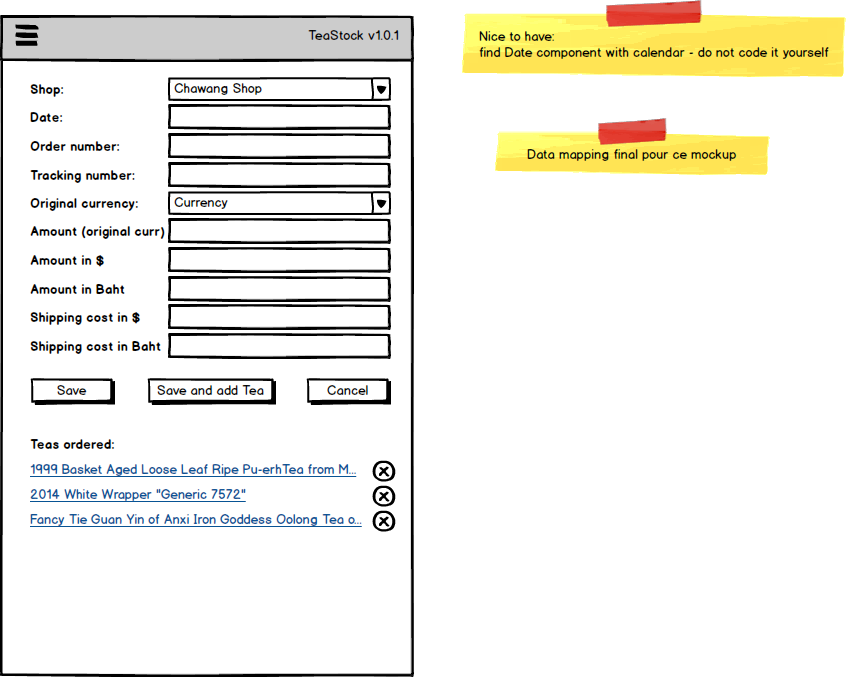 TeaStock v1.0.1
Shop:
Chawang Shop
Date:
Order number:
Tracking number:
Original currency:
Currency
Amount (original curr)
Amount in $
Amount in Baht
Shipping cost in $
Shipping cost in Baht
Save
Save and add Tea
Cancel
Teas ordered:
1999 Basket Aged Loose Leaf Ripe Pu-erhTea from M...
2014 White Wrapper "Generic 7572"
Fancy Tie Guan Yin of Anxi Iron Goddess Oolong Tea o...
Nice to have:
find Date component with calendar - do not code it yourself
Data mapping final pour ce mockup